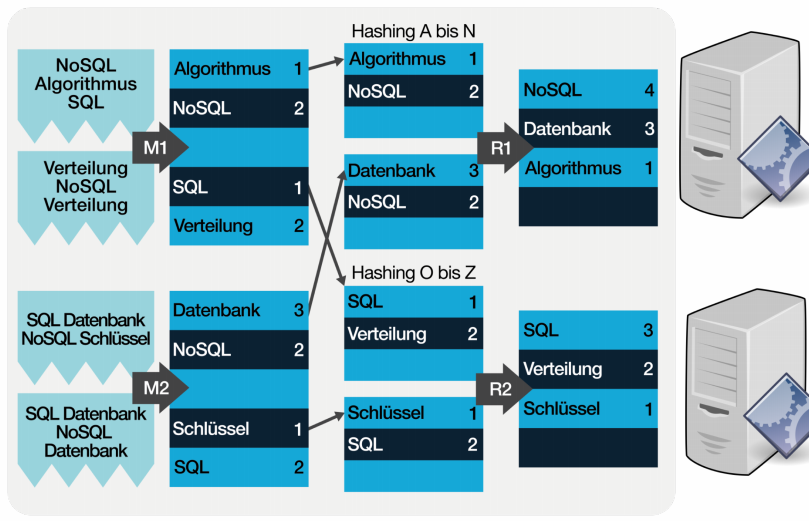 NoSQL
Algorithmus
SQL
Verteilung
NoSQL
Verteilung
SQL Datenbank
NoSQL Schlüssel
SQL Datenbank
NoSQL
Datenbank
M1
M2
Algorithmus 1
NoSQL 2
SQL 1
Verteilung 2
Datenbank 3
NoSQL 2
Schlüssel 1
SQL 2
Hashing A bis N
Algorithmus 1
NoSQL 2
Datenbank 3
NoSQL 2
Hashing O bis Z
SQL 1
Verteilung 2
Schlüssel 1
SQL 2
R1
R2
NoSQL 4
Datenbank 3
Algorithmus 1
SQL 3
Verteilung 2
Schlüssel 1